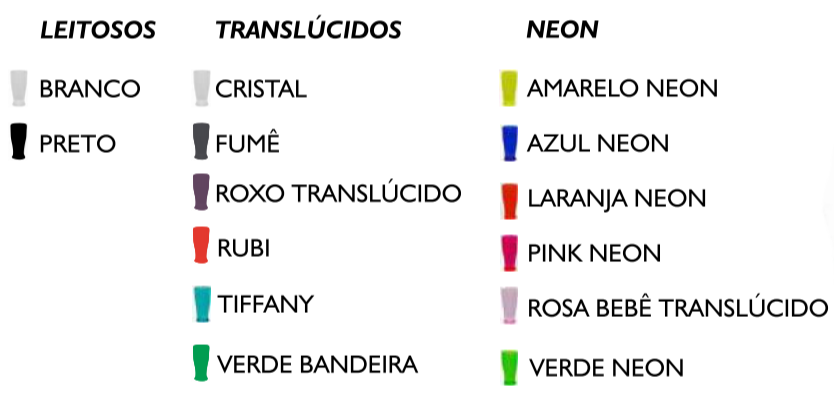 LEITOSOS
BRANCO
PRETO
TRANSLÚCIDOS
CRISTAL
FUMÊ
ROXO TRANSLÚCIDO
RUBI
TIFFANY
VERDE BANDEIRA
NEON
AMARELO NEON
AZUL NEON
LARANJA NEON
PINK NEON
ROSA BEBÊ TRANSLÚCIDO
VERDE NEON